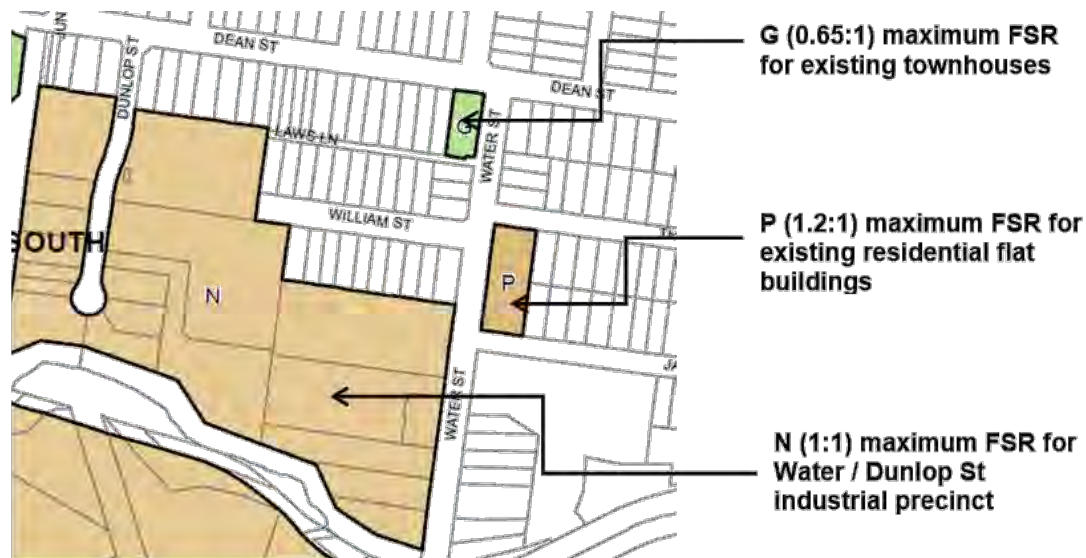 DEAN ST
DUNLOP ST
DEAN ST
G
LAWS LN
WATER ST
WILLIAM ST
SOUTH
N
P
WATER ST
G (0.65:1) maximum FSR
for existing townhouses
P (1.2:1) maximum FSR for
existing residential flat
buildings
N (1:1) maximum FSR for
Water / Dunlop St
industrial precinct